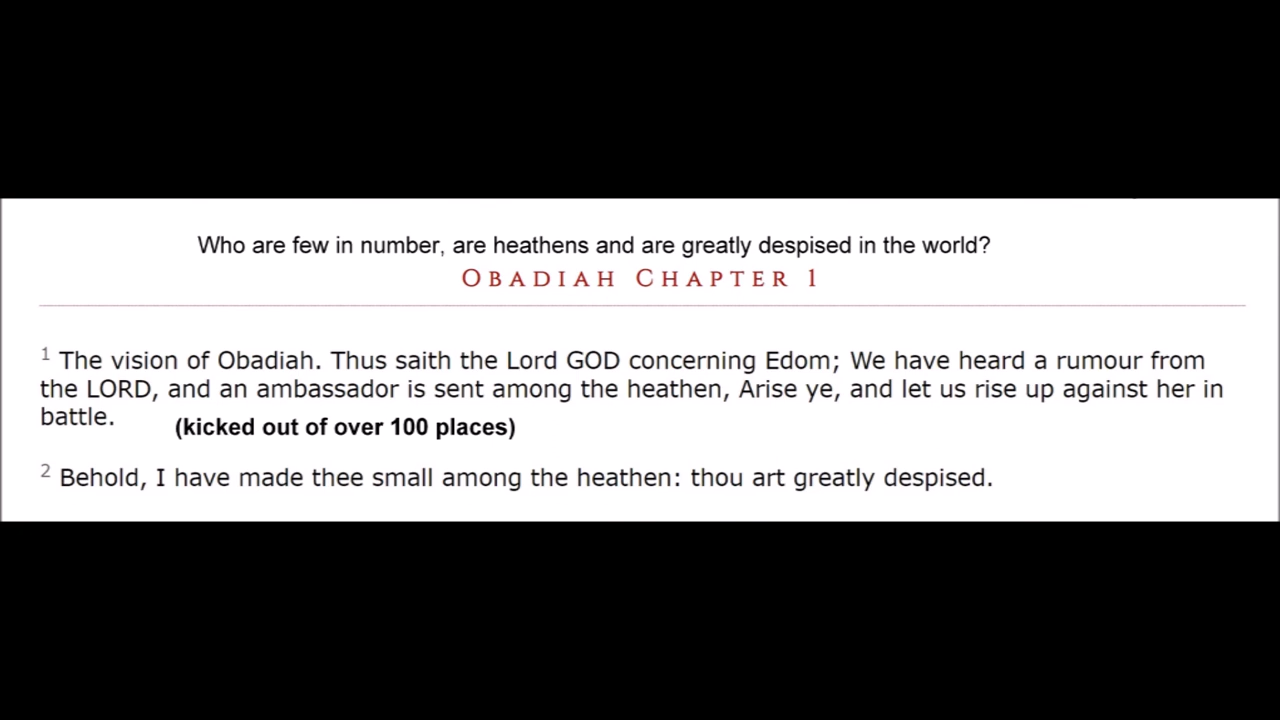 Who are few in number, are heathens and are greatly despised in the world?
OBADIAH CHAPTER 1
1 The vision of Obadiah. Thus saith the Lord GOD concerning Edom; We have heard a rumour from
the LORD, and an ambassador is sent among the heathen, Arise ye, and let us rise up against her in
battle.
(kicked out of over 100 places)
2 Behold, I have made thee small among the heathen: thou art greatly despised.